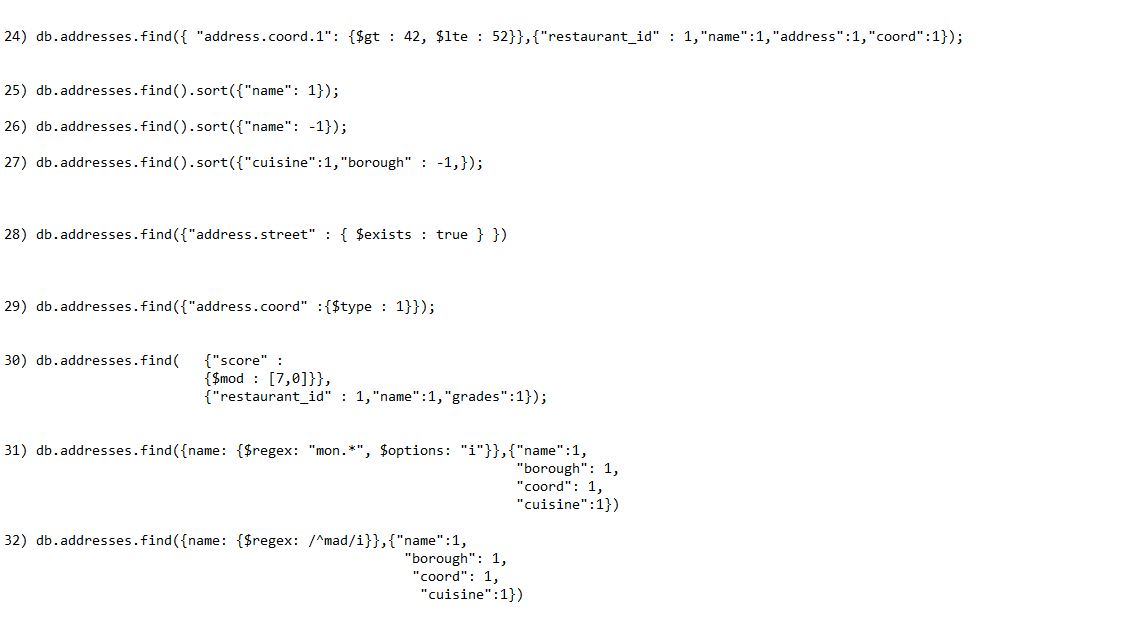 24) db.addresses.find({ "address.coord.1": {$gt : 42, $lte : 52}},{"restaurant_id" : 1,"name":1,"address":1,"coord":1});
25) db.addresses.find().sort({"name": 1});
26) db.addresses.find().sort({"name": -1});
27) db.addresses.find().sort({"cuisine":1,"borough" : -1,});
28) db.addresses.find({"address.street" : { $exists : true } })
29) db.addresses.find({"address.coord" :{$type : 1}});
30) db.addresses.find(   {"score" :
{$mod : [7,0]}},
{"restaurant_id" : 1,"name":1,"grades":1});
31) db.addresses.find({name: {$regex: "mon.*", $options: "i"}},{"name":1,
"borough": 1,
"coord": 1,
"cuisine":1})
32) db.addresses.find({name: {$regex: /^mad/i}},{"name":1,
"borough": 1,
"coord": 1,
"cuisine":1})